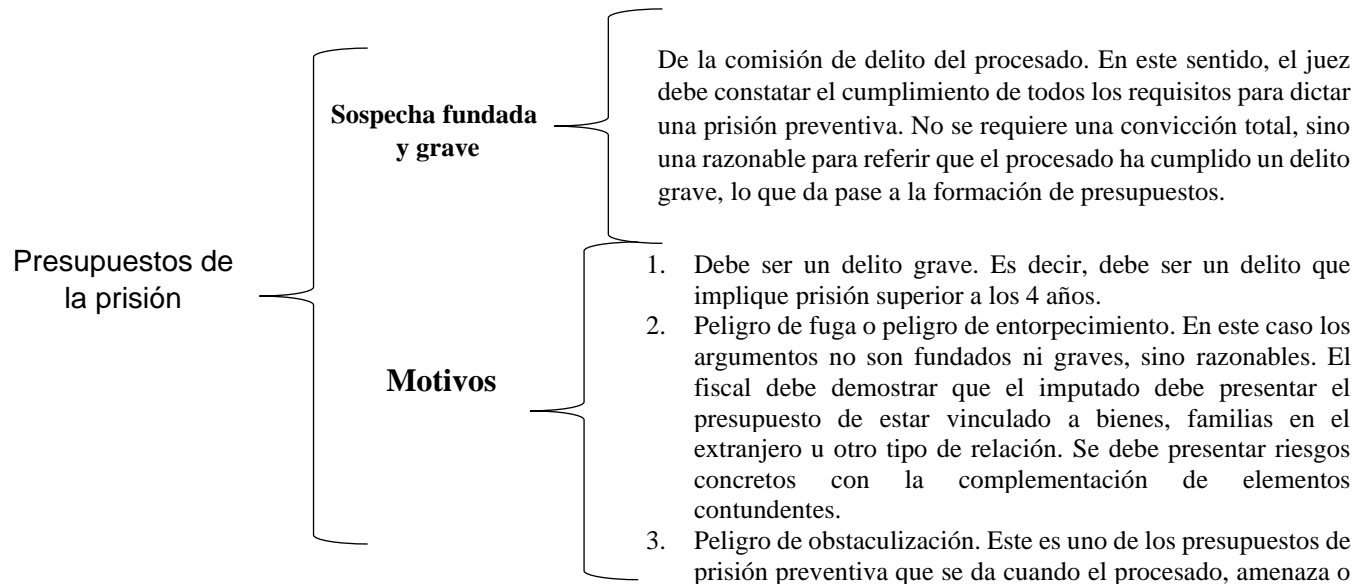 Presupuestos de
la prisión
Sospecha fundada
y grave
De la comisión de delito del procesado. En este sentido, el juez
debe constatar el cumplimiento de todos los requisitos para dictar
una prisión preventiva. No se requiere una convicción total, sino
una razonable para referir que el procesado ha cumplido un delito
grave, lo que da pase a la formación de presupuestos.
Motivos
1. Debe ser un delito grave. Es decir, debe ser un delito que
implique prisión superior a los 4 años.
2. Peligro de fuga o peligro de entorpecimiento. En este caso los
argumentos no son fundados ni graves, sino razonables. El
fiscal debe demostrar que el imputado debe presentar el
presupuesto de estar vinculado a bienes, familias en el
extranjero u otro tipo de relación. Se debe presentar riesgos
concretos con la complementación de elementos
contundentes.
3. Peligro de obstaculización. Este es uno de los presupuestos de
prisión preventiva que se da cuando el procesado, amenaza o